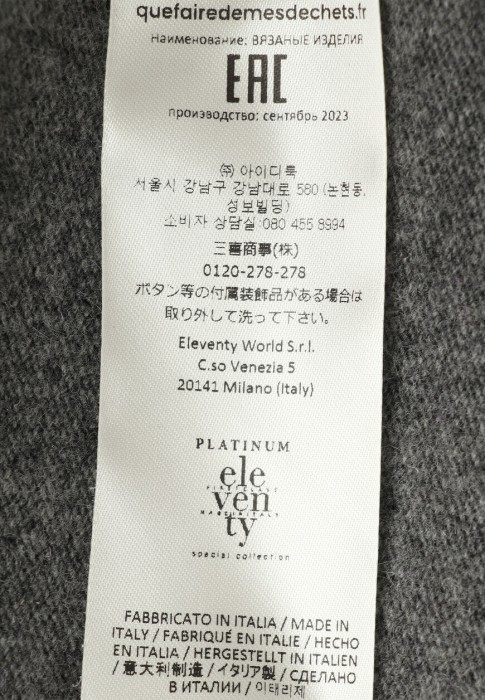 quefairedemesdechets.fr
Наименование: ВЯЗАНЫЕ ИЗДЕЛИЯ
EAC
производство: сентябрь 2023
㈜ 아이디룩
서울시 강남구 강남대로 580 (논현동,
성보빌딩)
소비자 상담실:080 455 8994
三喜商事(株)
0120-278-278
ボタン等の付属装飾品がある場合は
取り外して洗って下さい。
Eleventy World S.r.l.
C.so Venezia 5
20141 Milano (Italy)
PLATINUM
ele
FIRST CLASS
ven
MADE IN ITALY
ty
special collection
FABBRICATO IN ITALIA / MADE IN
ITALY / FABRIQUÉ EN ITALIE / HECHO
EN ITALIA / HERGESTELLT IN ITALIEN
/ 意大利制造 / イタリア製 / СДЕЛАНО
В ИТАЛИИ / 이태리제